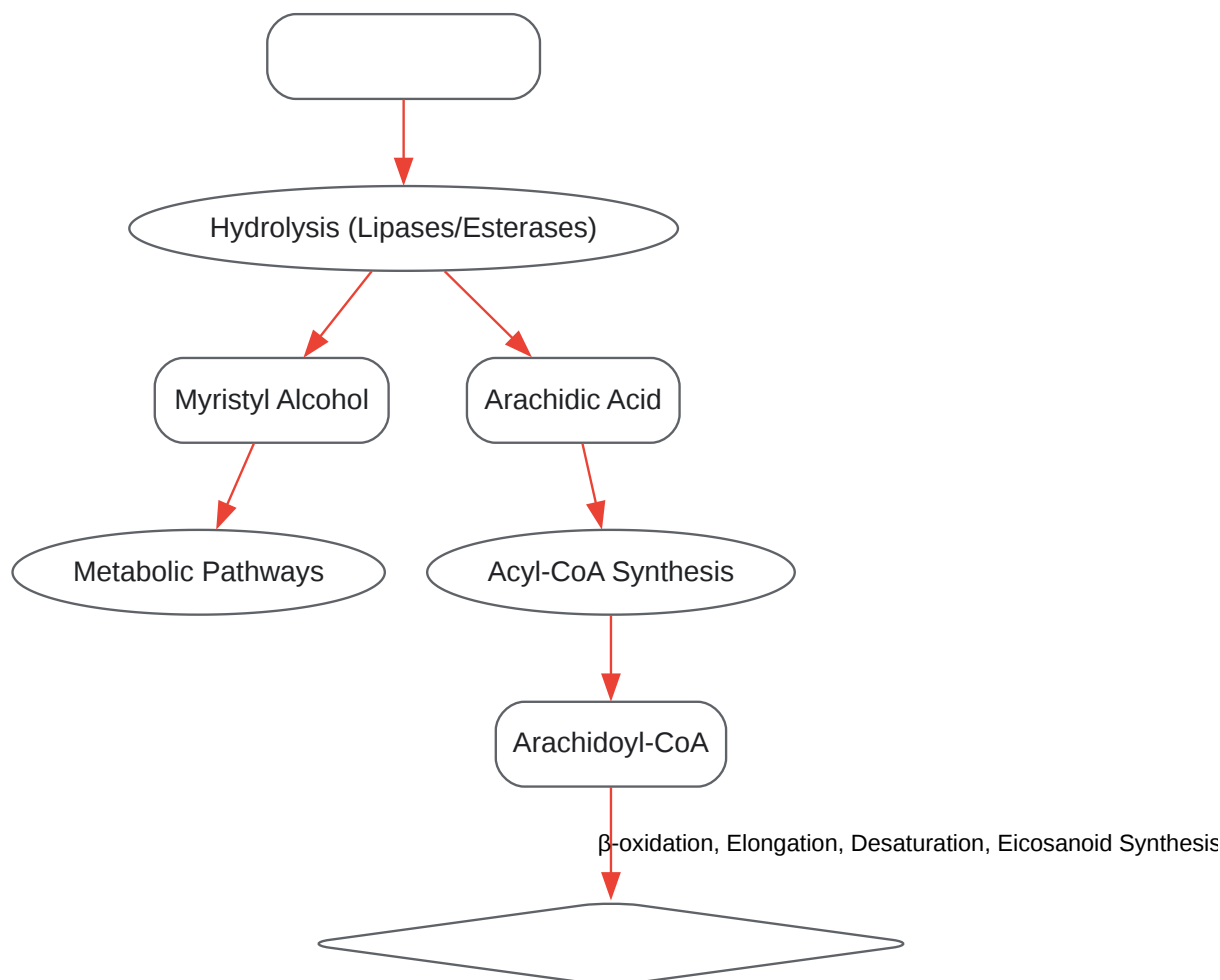 Hydrolysis (Lipases/Esterases)
Myristyl Alcohol
Arachidic Acid
Metabolic Pathways
Acyl-CoA Synthesis
Arachidoyl-CoA
β-oxidation, Elongation, Desaturation, Eicosanoid Synthesis